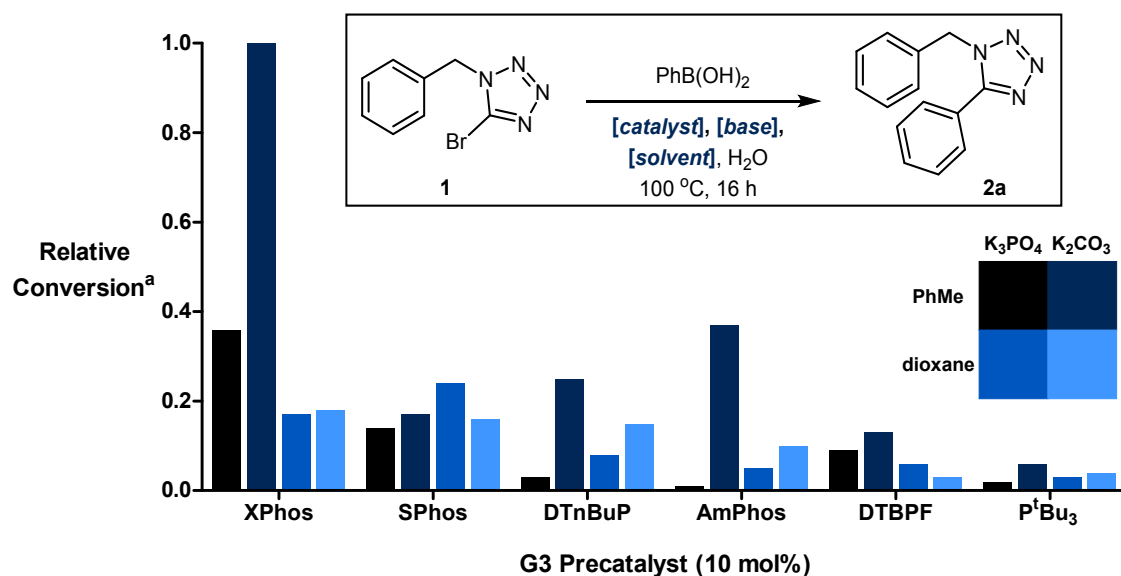 1.0
0.8
0.6
0.4
0.2
0.0
Relative
Conversionᵃ
N
N
N
N
Br
1
PhB(OH)₂
[catalyst], [base],
[solvent], H₂O
100 °C, 16 h
N
N
N
N
2a
K₃PO₄ K₂CO₃
PhMe
dioxane
XPhos SPhos DTnBuP AmPhos DTBPF PᵗBu₃
G3 Precatalyst (10 mol%)